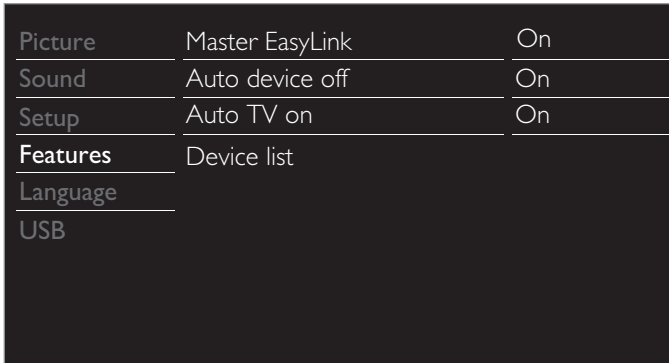 Picture Master EasyLink On
Sound Auto device off On
Setup Auto TV on On
Features Device list
Language
USB